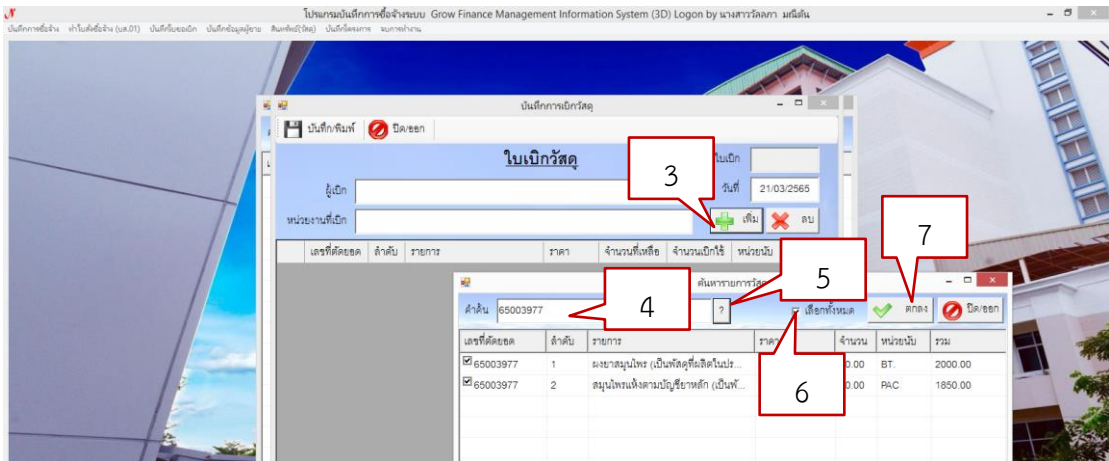 โปรแกรมบันทึกการซื้อจ้างระบบ Grow Finance Management Information System (3D) Logon by นางสาววัลลภา มณีดัน
บันทึกการซื้อจ้าง ทำใบสั่งซื้อจ้าง (บส.01) บันทึกใบขอเบิก บันทึกข้อมูลผู้ขาย สินทรัพย์(วัสดุ) บันทึกโครงการ จบการทำงาน
บันทึกการเบิกวัสดุ
บันทึก/พิมพ์ ปิด/ออก
ใบเบิกวัสดุ
ใบเบิก
3
ผู้เบิก
วันที่ 21/03/2565
หน่วยงานที่เบิก
เพิ่ม ลบ
7
เลขที่ตัดยอด ลำดับ รายการ ราคา จำนวนที่เหลือ จำนวนเบิกใช้ หน่วยนับ
5
ค้นหารายการวัสดุ
คำค้น 65003977 4 ? เลือกทั้งหมด ตกลง ปิด/ออก
เลขที่ตัดยอด ลำดับ รายการ ราคา จำนวน หน่วยนับ รวม
65003977 1 ผงยาสมุนไพร (เป็นพัสดุที่ผลิตในปร... 0.00 BT. 2000.00
65003977 2 สมุนไพรแห้งตามบัญชียาหลัก (เป็นพั... 0.00 PAC 1850.00
6